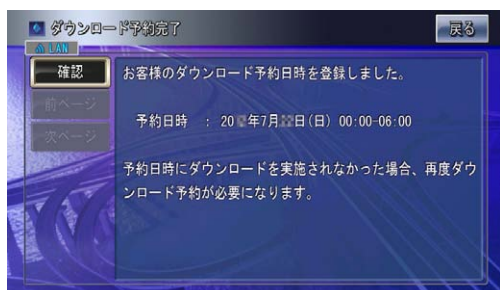 ダウンロード予約完了
戻る
LAN
確認
前ページ
次ページ
お客様のダウンロード予約日時を登録しました。
予約日時 : 20 年7月 日(日) 00:00-06:00
予約日時にダウンロードを実施されなかった場合、再度ダウ
ンロード予約が必要になります。